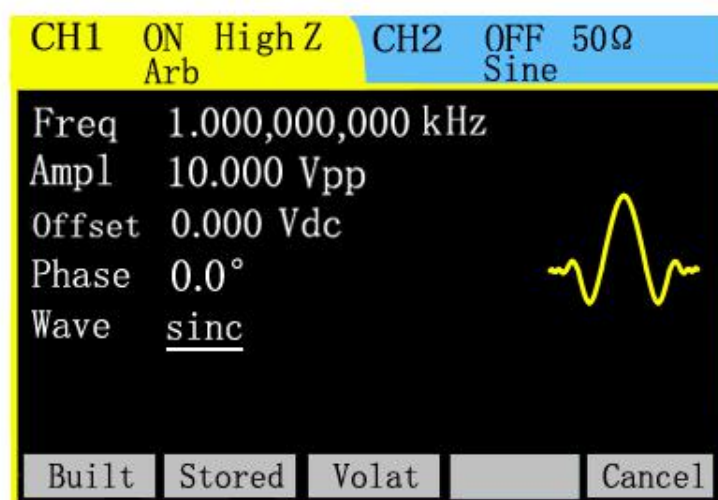 CH1 ON High Z CH2 OFF 50Ω
Arb Sine
Freq 1.000,000,000 kHz
Ampl 10.000 Vpp
Offset 0.000 Vdc
Phase 0.0°
Wave sinc
Built Stored Volat Cancel